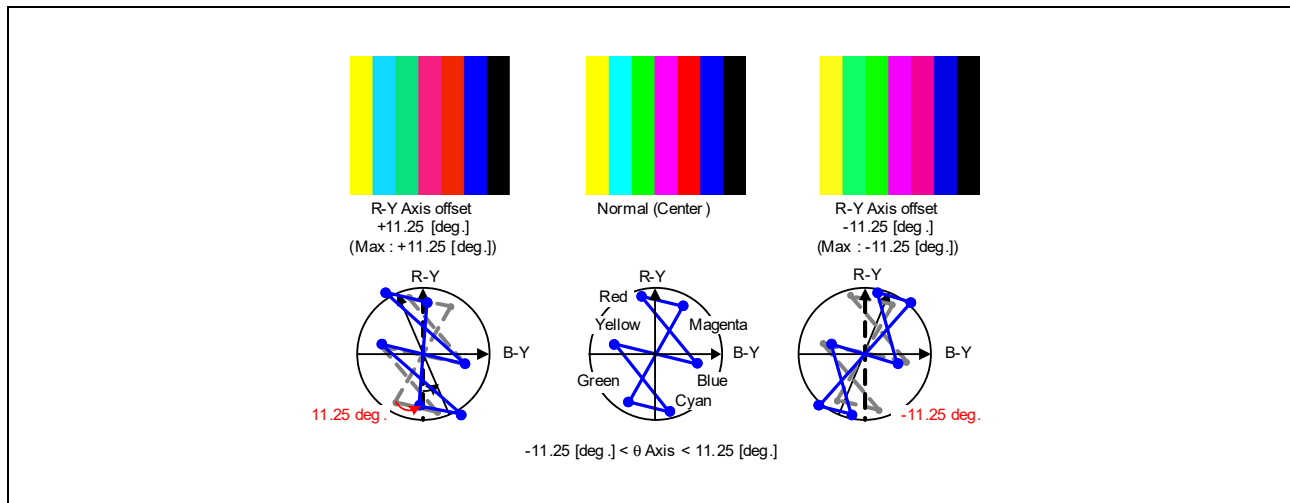 R-Y Axis offset
+11.25 [deg.]
(Max : +11.25 [deg.])
Normal (Center)
R-Y Axis offset
-11.25 [deg.]
(Max : -11.25 [deg.])
R-Y
B-Y
11.25 deg.
R-Y
Red
Yellow
Magenta
B-Y
Green
Blue
Cyan
R-Y
B-Y
-11.25 deg.
-11.25 [deg.] < θ Axis < 11.25 [deg.]